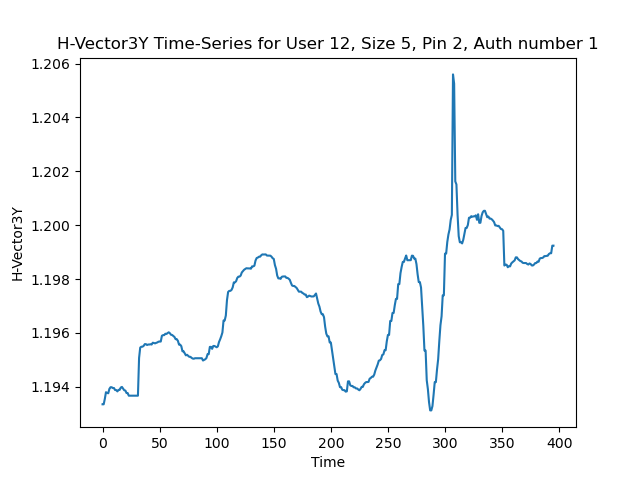 H-Vector3Y Time-Series for User 12, Size 5, Pin 2, Auth number 1
1.206
1.204
1.202
1.200
1.198
1.196
1.194
H-Vector3Y
0 50 100 150 200 250 300 350 400
Time